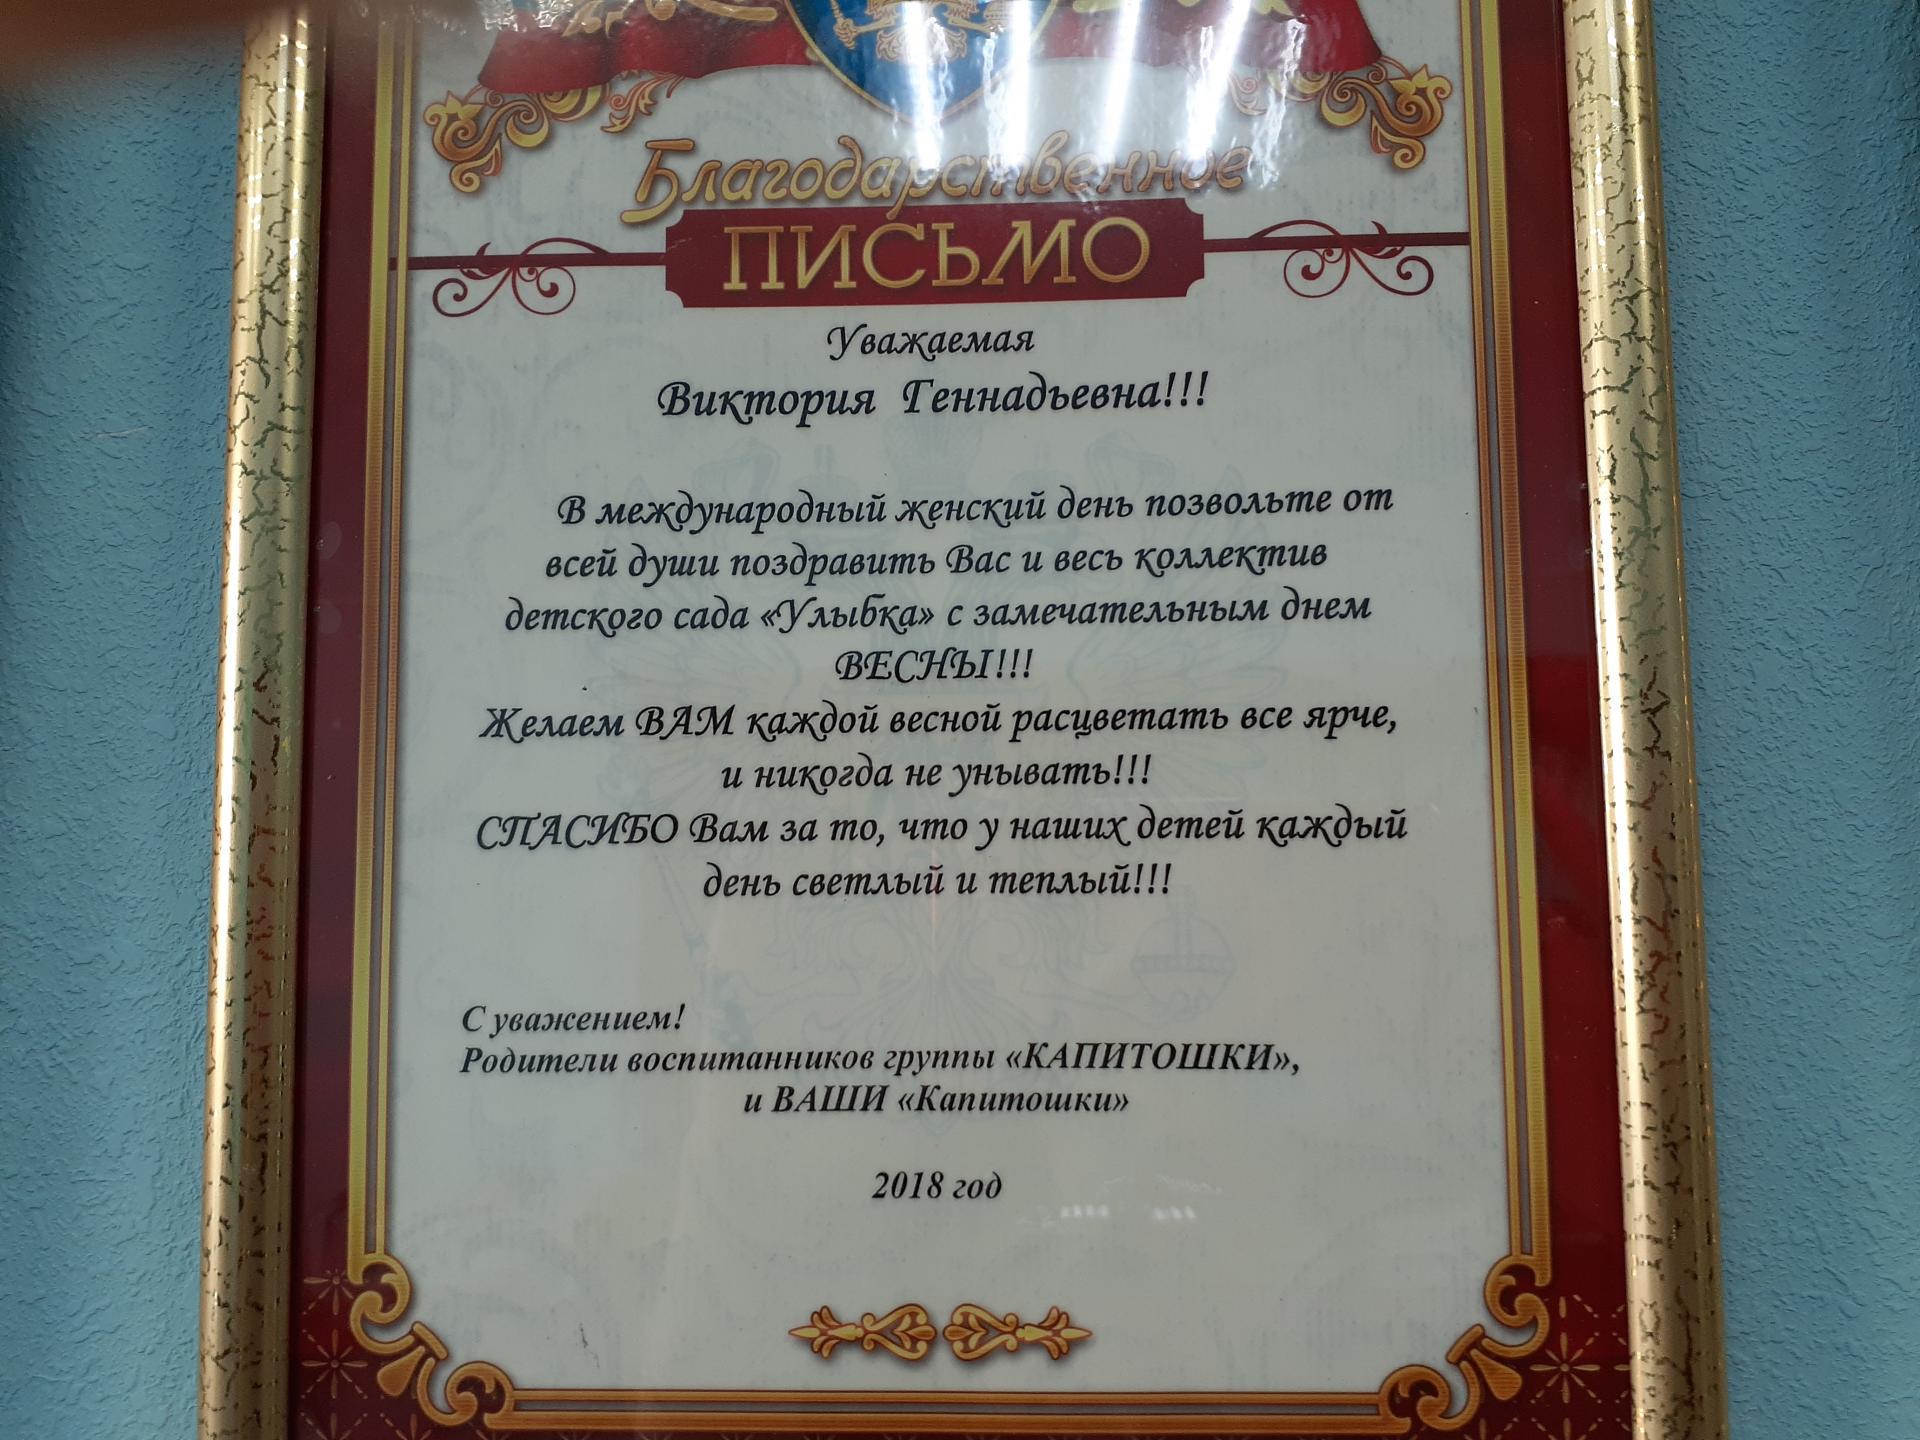 Благодарственное
ПИСЬМО
Уважаемая
Виктория Геннадьевна!!!
В международный женский день позвольте от
всей души поздравить Вас и весь коллектив
детского сада «Улыбка» с замечательным днем
ВЕСНЫ!!!
Желаем ВАМ каждой весной расцветать все ярче,
и никогда не унывать!!!
СПАСИБО Вам за то, что у наших детей каждый
день светлый и теплый!!!
С уважением!
Родители воспитанников группы «КАПИТОШКИ»,
и ВАШИ «Капитошки»
2018 год